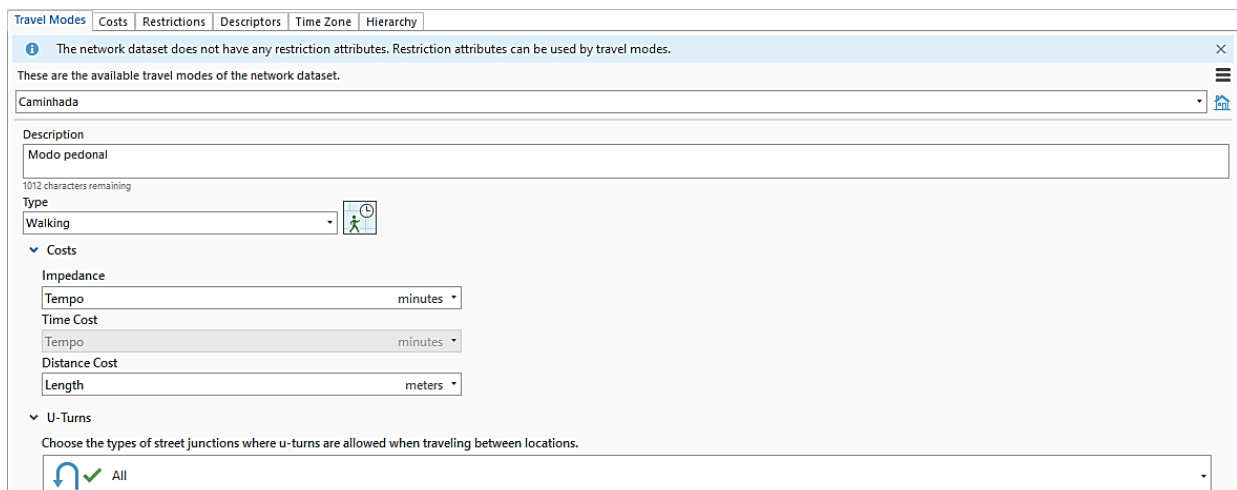 Travel Modes Costs Restrictions Descriptors Time Zone Hierarchy
The network dataset does not have any restriction attributes. Restriction attributes can be used by travel modes.
These are the available travel modes of the network dataset.
Caminhada
Description
Modo pedonal
1012 characters remaining
Type
Walking
Costs
Impedance
Tempo minutes
Time Cost
Tempo minutes
Distance Cost
Length meters
U-Turns
Choose the types of street junctions where u-turns are allowed when traveling between locations.
All